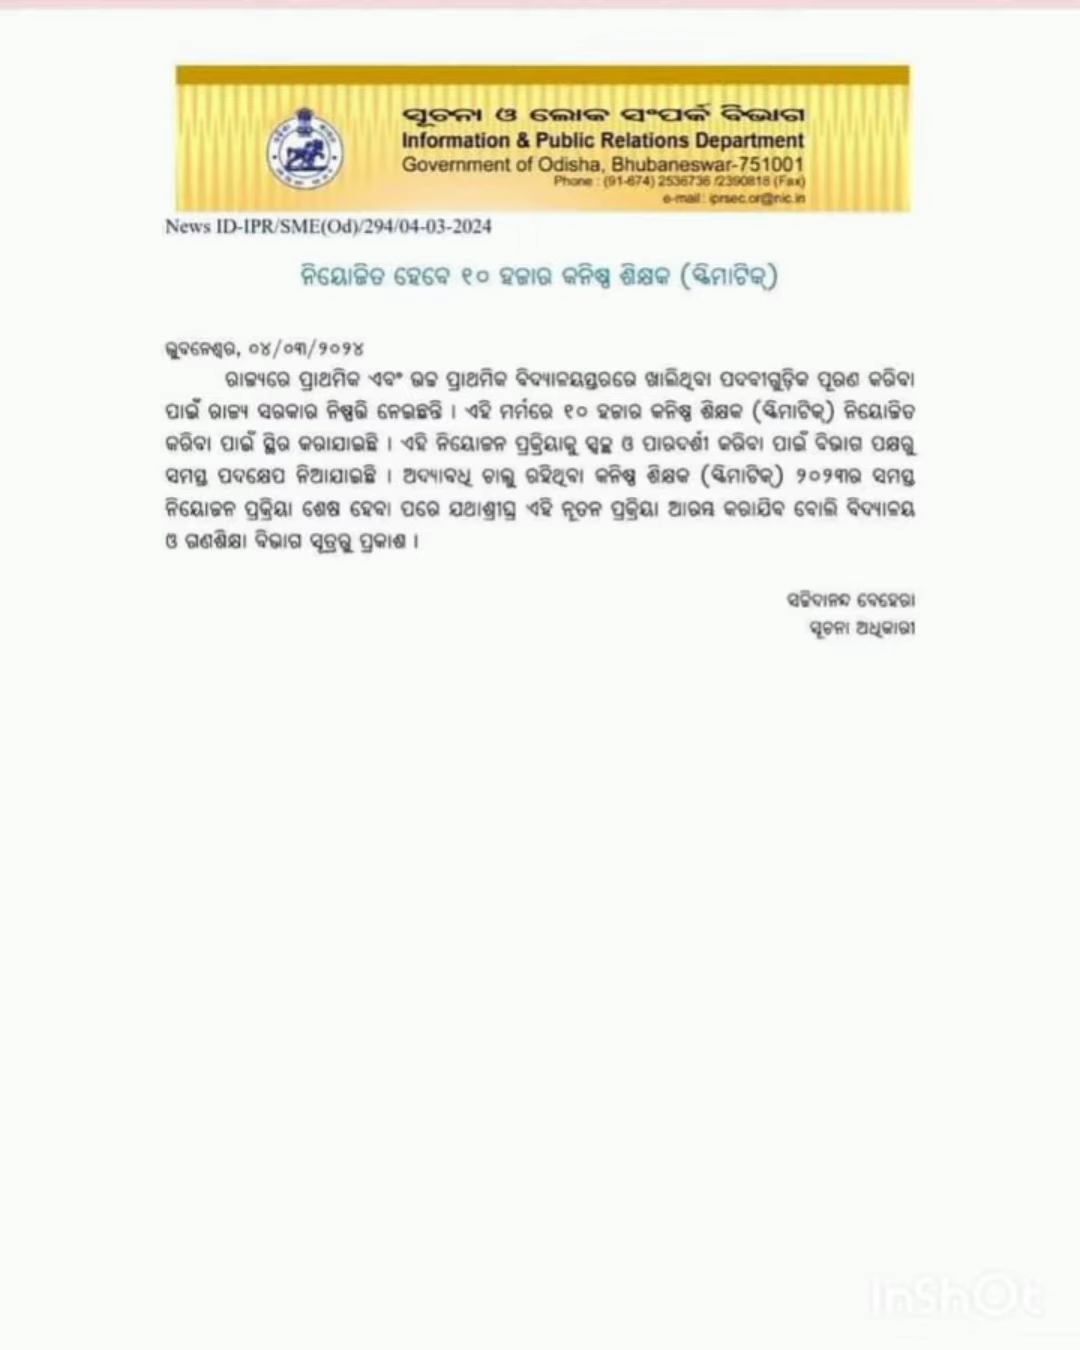 ସୂଚନା ଓ ଲୋକ ସଂପର୍କ ବିଭାଗ
Information & Public Relations Department
Government of Odisha, Bhubaneswar-751001
Phone : (91-674) 2536736 /2390818 (Fax)
e-mail : iprsec.or@nic.in
News ID-IPR/SME(Od)/294/04-03-2024
ନିୟୋଜିତ ହେବେ ୧୦ ହଜାର କନିଷ୍ଠ ଶିକ୍ଷକ (ସ୍କିମାଟିକ୍)
ଭୁବନେଶ୍ୱର, ୦୪/୦୩/୨୦୨୪
ରାଜ୍ୟରେ ପ୍ରାଥମିକ ଏବଂ ଉଚ୍ଚ ପ୍ରାଥମିକ ବିଦ୍ୟାଳୟସ୍ତରରେ ଖାଲିଥିବା ପଦବୀଗୁଡ଼ିକ ପୂରଣ କରିବା
ପାଇଁ ରାଜ୍ୟ ସରକାର ନିଷ୍ପତ୍ତି ନେଇଛନ୍ତି । ଏହି ମର୍ମରେ ୧୦ ହଜାର କନିଷ୍ଠ ଶିକ୍ଷକ (ସ୍କିମାଟିକ୍) ନିୟୋଜିତ
କରିବା ପାଇଁ ସ୍ଥିର କରାଯାଇଛି । ଏହି ନିୟୋଜନ ପ୍ରକ୍ରିୟାକୁ ସ୍ୱଚ୍ଛ ଓ ପାରଦର୍ଶୀ କରିବା ପାଇଁ ବିଭାଗ ପକ୍ଷରୁ
ସମସ୍ତ ପଦକ୍ଷେପ ନିଆଯାଇଛି । ଅଦ୍ୟାବଧି ଚାଲୁ ରହିଥିବା କନିଷ୍ଠ ଶିକ୍ଷକ (ସ୍କିମାଟିକ୍) ୨୦୨୩ର ସମସ୍ତ
ନିୟୋଜନ ପ୍ରକ୍ରିୟା ଶେଷ ହେବା ପରେ ଯଥାଶୀଘ୍ର ଏହି ନୂତନ ପ୍ରକ୍ରିୟା ଆରମ୍ଭ କରାଯିବ ବୋଲି ବିଦ୍ୟାଳୟ
ଓ ଗଣଶିକ୍ଷା ବିଭାଗ ସୂତ୍ରରୁ ପ୍ରକାଶ ।
ସଚ୍ଚିଦାନନ୍ଦ ବେହେରା
ସୂଚନା ଅଧିକାରୀ
InShOt